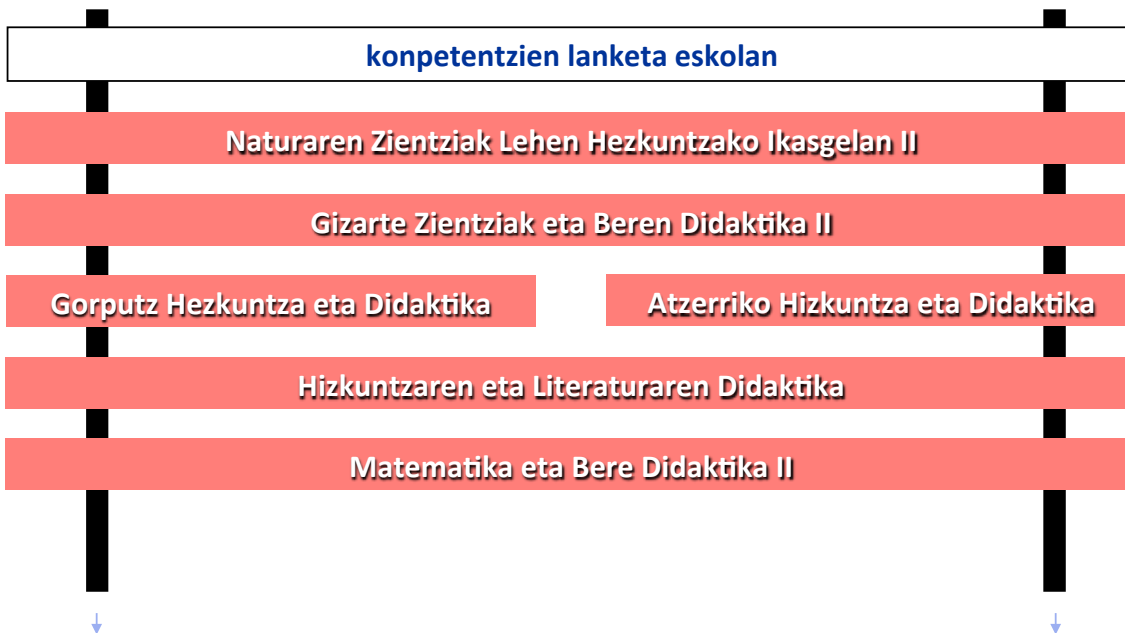 konpetentzien lanketa eskolan
Naturaren Zientziak Lehen Hezkuntzako Ikasgelan II
Gizarte Zientziak eta Beren Didaktika II
Gorputz Hezkuntza eta Didaktika
Atzerriko Hizkuntza eta Didaktika
Hizkuntzaren eta Literaturaren Didaktika
Matematika eta Bere Didaktika II